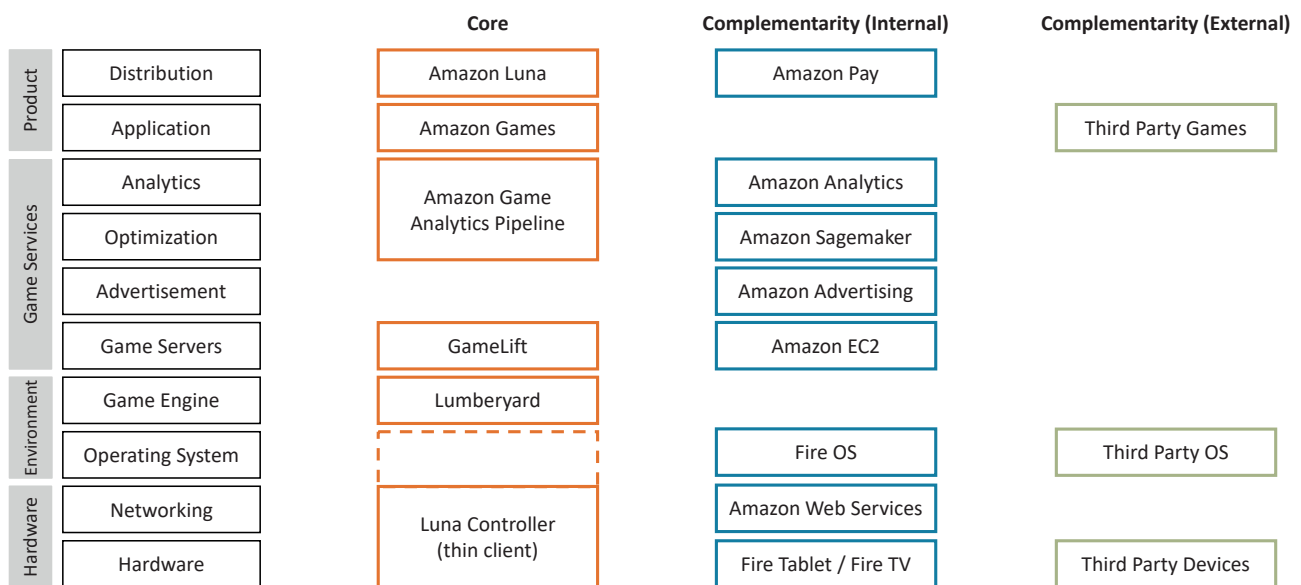 Core
Complementarity (Internal)
Complementarity (External)
Product
Distribution
Amazon Luna
Amazon Pay
Application
Amazon Games
Third Party Games
Game Services
Analytics
Amazon Game
Analytics Pipeline
Amazon Analytics
Optimization
Amazon Sagemaker
Advertisement
Amazon Advertising
Game Servers
GameLift
Amazon EC2
Environment
Game Engine
Lumberyard
Operating System
Fire OS
Third Party OS
Hardware
Networking
Luna Controller
(thin client)
Amazon Web Services
Hardware
Fire Tablet / Fire TV
Third Party Devices